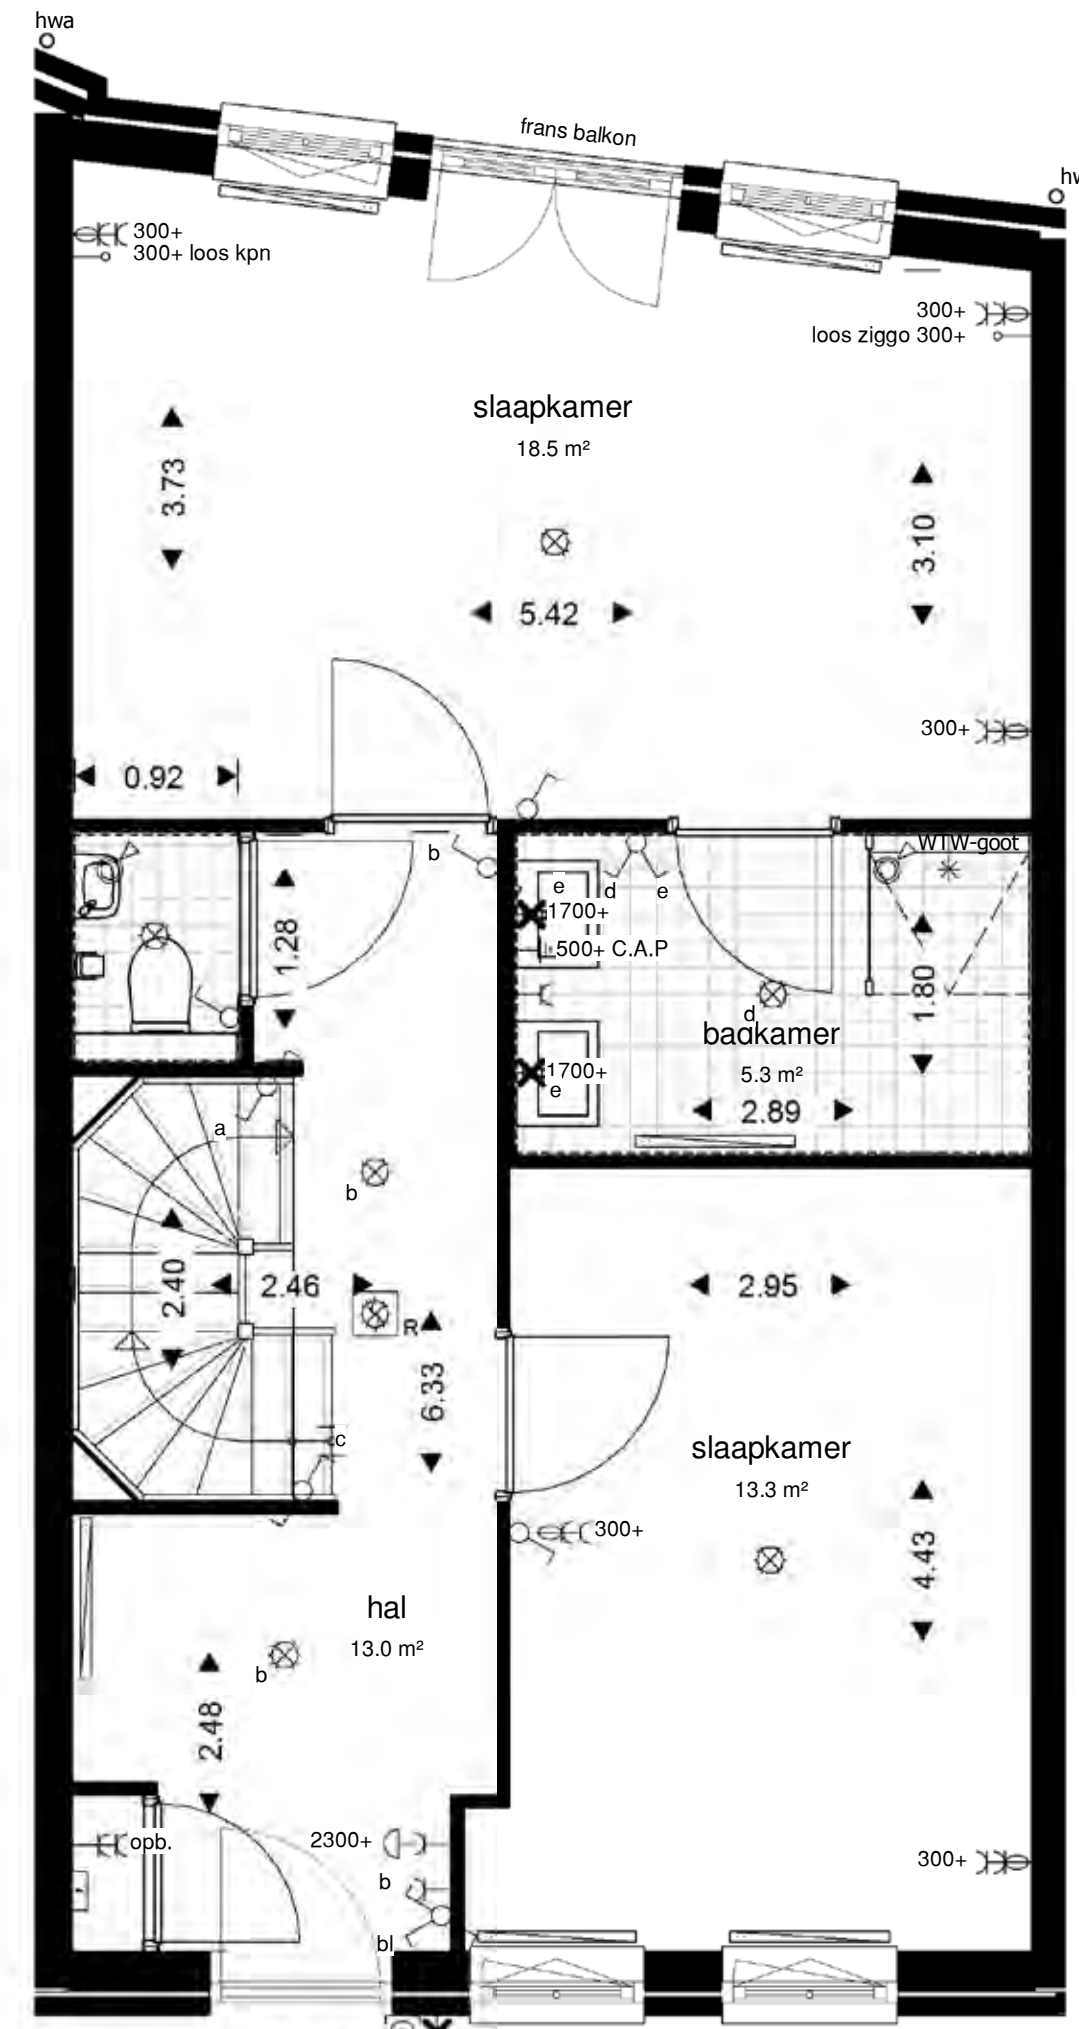 hwa
frans balkon
300+
300+ loos kpn
300+
loos ziggo 300+
slaapkamer
18.5 m²
3.73
3.10
5.42
300+
0.92
b
WTW-goot
e
d
e
1700+
500+ C.A.P
1.28
1.80
d
badkamer
1700+
5.3 m²
e
2.89
a
b
2.40
2.46
2.95
R
6.33
c
slaapkamer
13.3 m²
300+
4.43
hal
13.0 m²
b
2.48
opb.
2300+
300+
b
bl